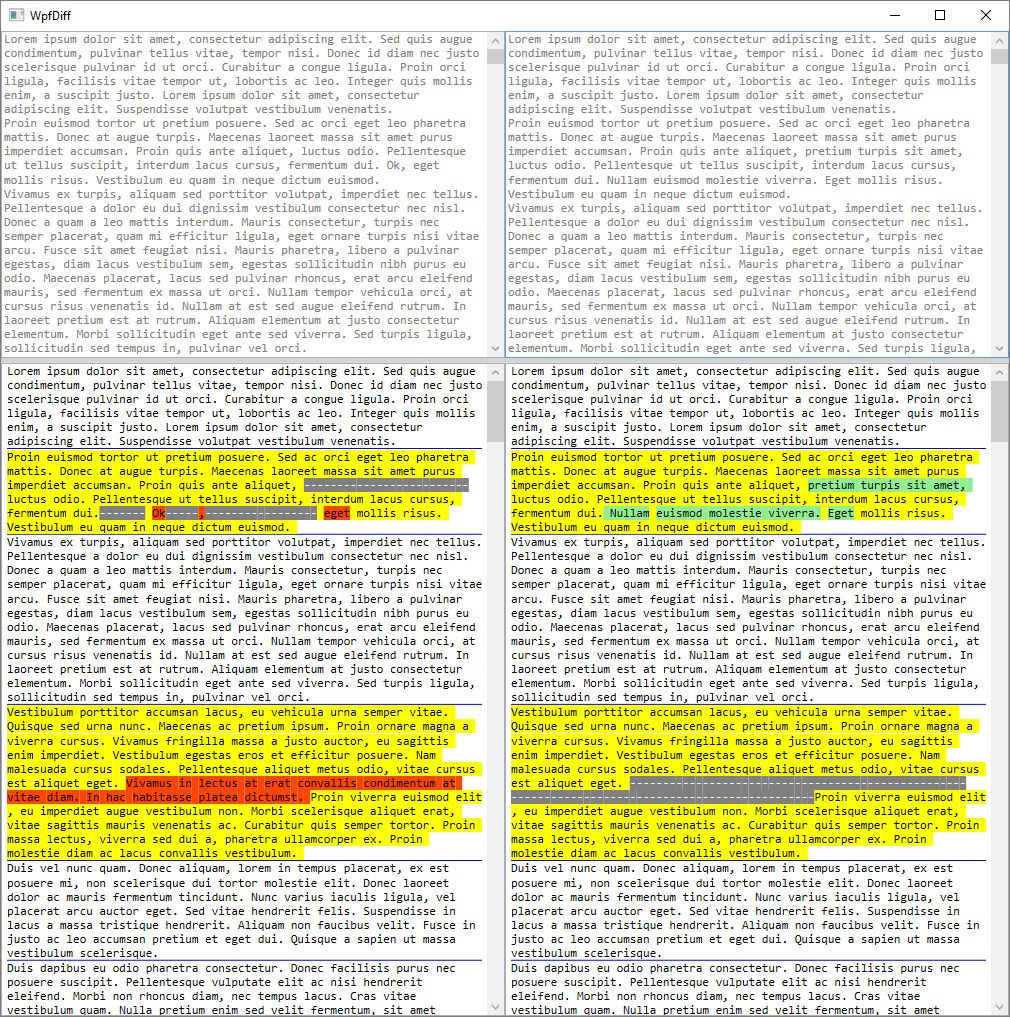 WpfDiff
Lorem ipsum dolor sit amet, consectetur adipiscing elit. Sed quis augue
condimentum, pulvinar tellus vitae, tempor nisi. Donec id diam nec justo
scelerisque pulvinar id ut orci. Curabitur a congue ligula. Proin orci
ligula, facilisis vitae tempor ut, lobortis ac leo. Integer quis mollis
enim, a suscipit justo. Lorem ipsum dolor sit amet, consectetur
adipiscing elit. Suspendisse volutpat vestibulum venenatis.
Proin euismod tortor ut pretium posuere. Sed ac orci eget leo pharetra
mattis. Donec at augue turpis. Maecenas laoreet massa sit amet purus
imperdiet accumsan. Proin quis ante aliquet, luctus odio. Pellentesque
ut tellus suscipit, interdum lacus cursus, fermentum dui. Ok, eget
mollis risus. Vestibulum eu quam in neque dictum euismod.
Vivamus ex turpis, aliquam sed porttitor volutpat, imperdiet nec tellus.
Pellentesque a dolor eu dui dignissim vestibulum consectetur nec nisl.
Donec a quam a leo mattis interdum. Mauris consectetur, turpis nec
semper placerat, quam mi efficitur ligula, eget ornare turpis nisi vitae
arcu. Fusce sit amet feugiat nisi. Mauris pharetra, libero a pulvinar
egestas, diam lacus vestibulum sem, egestas sollicitudin nibh purus eu
odio. Maecenas placerat, lacus sed pulvinar rhoncus, erat arcu eleifend
mauris, sed fermentum ex massa ut orci. Nullam tempor vehicula orci, at
cursus risus venenatis id. Nullam at est sed augue eleifend rutrum. In
laoreet pretium est at rutrum. Aliquam elementum at justo consectetur
elementum. Morbi sollicitudin eget ante sed viverra. Sed turpis ligula,
sollicitudin sed tempus in, pulvinar vel orci.
Lorem ipsum dolor sit amet, consectetur adipiscing elit. Sed quis augue
condimentum, pulvinar tellus vitae, tempor nisi. Donec id diam nec justo
scelerisque pulvinar id ut orci. Curabitur a congue ligula. Proin orci
ligula, facilisis vitae tempor ut, lobortis ac leo. Integer quis mollis
enim, a suscipit justo. Lorem ipsum dolor sit amet, consectetur
adipiscing elit. Suspendisse volutpat vestibulum venenatis.
Proin euismod tortor ut pretium posuere. Sed ac orci eget leo pharetra
mattis. Donec at augue turpis. Maecenas laoreet massa sit amet purus
imperdiet accumsan. Proin quis ante aliquet, pretium turpis sit amet,
luctus odio. Pellentesque ut tellus suscipit, interdum lacus cursus,
fermentum dui. Nullam euismod molestie viverra. Eget mollis risus.
Vestibulum eu quam in neque dictum euismod.
Vivamus ex turpis, aliquam sed porttitor volutpat, imperdiet nec tellus.
Pellentesque a dolor eu dui dignissim vestibulum consectetur nec nisl.
Donec a quam a leo mattis interdum. Mauris consectetur, turpis nec
semper placerat, quam mi efficitur ligula, eget ornare turpis nisi vitae
arcu. Fusce sit amet feugiat nisi. Mauris pharetra, libero a pulvinar
egestas, diam lacus vestibulum sem, egestas sollicitudin nibh purus eu
odio. Maecenas placerat, lacus sed pulvinar rhoncus, erat arcu eleifend
mauris, sed fermentum ex massa ut orci. Nullam tempor vehicula orci, at
cursus risus venenatis id. Nullam at est sed augue eleifend rutrum. In
laoreet pretium est at rutrum. Aliquam elementum at justo consectetur
elementum. Morbi sollicitudin eget ante sed viverra. Sed turpis ligula,
Lorem ipsum dolor sit amet, consectetur adipiscing elit. Sed quis augue
condimentum, pulvinar tellus vitae, tempor nisi. Donec id diam nec justo
scelerisque pulvinar id ut orci. Curabitur a congue ligula. Proin orci
ligula, facilisis vitae tempor ut, lobortis ac leo. Integer quis mollis
enim, a suscipit justo. Lorem ipsum dolor sit amet, consectetur
adipiscing elit. Suspendisse volutpat vestibulum venenatis.
Proin euismod tortor ut pretium posuere. Sed ac orci eget leo pharetra
mattis. Donec at augue turpis. Maecenas laoreet massa sit amet purus
imperdiet accumsan. Proin quis ante aliquet,
luctus odio. Pellentesque ut tellus suscipit, interdum lacus cursus,
fermentum dui. Ok , eget mollis risus.
Vestibulum eu quam in neque dictum euismod.
Vivamus ex turpis, aliquam sed porttitor volutpat, imperdiet nec tellus.
Pellentesque a dolor eu dui dignissim vestibulum consectetur nec nisl.
Donec a quam a leo mattis interdum. Mauris consectetur, turpis nec
semper placerat, quam mi efficitur ligula, eget ornare turpis nisi vitae
arcu. Fusce sit amet feugiat nisi. Mauris pharetra, libero a pulvinar
egestas, diam lacus vestibulum sem, egestas sollicitudin nibh purus eu
odio. Maecenas placerat, lacus sed pulvinar rhoncus, erat arcu eleifend
mauris, sed fermentum ex massa ut orci. Nullam tempor vehicula orci, at
cursus risus venenatis id. Nullam at est sed augue eleifend rutrum. In
laoreet pretium est at rutrum. Aliquam elementum at justo consectetur
elementum. Morbi sollicitudin eget ante sed viverra. Sed turpis ligula,
sollicitudin sed tempus in, pulvinar vel orci.
Vestibulum porttitor accumsan lacus, eu vehicula urna semper vitae.
Quisque sed urna nunc. Maecenas ac pretium ipsum. Proin ornare magna a
viverra cursus. Vivamus fringilla massa a justo auctor, eu sagittis
enim imperdiet. Vestibulum egestas eros et efficitur posuere. Nam
malesuada cursus sodales. Pellentesque aliquet metus odio, vitae cursus
est aliquet eget. Vivamus in lectus at erat convallis condimentum at
vitae diam. In hac habitasse platea dictumst. Proin viverra euismod elit
, eu imperdiet augue vestibulum non. Morbi scelerisque aliquet erat,
vitae sagittis mauris venenatis ac. Curabitur quis semper tortor. Proin
massa lectus, viverra sed dui a, pharetra ullamcorper ex. Proin
molestie diam ac lacus convallis vestibulum.
Duis vel nunc quam. Donec aliquam, lorem in tempus placerat, ex est
posuere mi, non scelerisque dui tortor molestie elit. Donec laoreet
dolor ac mauris fermentum tincidunt. Nunc varius iaculis ligula, vel
placerat arcu auctor eget. Sed vitae hendrerit felis. Suspendisse in
lacus a massa tristique hendrerit. Aliquam non faucibus velit. Fusce in
justo ac leo accumsan pretium et eget dui. Quisque a sapien ut massa
vestibulum scelerisque.
Duis dapibus eu odio pharetra consectetur. Donec facilisis purus nec
posuere suscipit. Pellentesque vulputate elit ac nisi hendrerit
eleifend. Morbi non rhoncus diam, nec tempus lacus. Cras vitae
vestibulum quam. Nulla pretium enim sed velit fermentum, sit amet
Lorem ipsum dolor sit amet, consectetur adipiscing elit. Sed quis augue
condimentum, pulvinar tellus vitae, tempor nisi. Donec id diam nec justo
scelerisque pulvinar id ut orci. Curabitur a congue ligula. Proin orci
ligula, facilisis vitae tempor ut, lobortis ac leo. Integer quis mollis
enim, a suscipit justo. Lorem ipsum dolor sit amet, consectetur
adipiscing elit. Suspendisse volutpat vestibulum venenatis.
Proin euismod tortor ut pretium posuere. Sed ac orci eget leo pharetra
mattis. Donec at augue turpis. Maecenas laoreet massa sit amet purus
imperdiet accumsan. Proin quis ante aliquet, pretium turpis sit amet,
luctus odio. Pellentesque ut tellus suscipit, interdum lacus cursus,
fermentum dui. Nullam euismod molestie viverra. Eget mollis risus.
Vestibulum eu quam in neque dictum euismod.
Vivamus ex turpis, aliquam sed porttitor volutpat, imperdiet nec tellus.
Pellentesque a dolor eu dui dignissim vestibulum consectetur nec nisl.
Donec a quam a leo mattis interdum. Mauris consectetur, turpis nec
semper placerat, quam mi efficitur ligula, eget ornare turpis nisi vitae
arcu. Fusce sit amet feugiat nisi. Mauris pharetra, libero a pulvinar
egestas, diam lacus vestibulum sem, egestas sollicitudin nibh purus eu
odio. Maecenas placerat, lacus sed pulvinar rhoncus, erat arcu eleifend
mauris, sed fermentum ex massa ut orci. Nullam tempor vehicula orci, at
cursus risus venenatis id. Nullam at est sed augue eleifend rutrum. In
laoreet pretium est at rutrum. Aliquam elementum at justo consectetur
elementum. Morbi sollicitudin eget ante sed viverra. Sed turpis ligula,
sollicitudin sed tempus in, pulvinar vel orci.
Vestibulum porttitor accumsan lacus, eu vehicula urna semper vitae.
Quisque sed urna nunc. Maecenas ac pretium ipsum. Proin ornare magna a
viverra cursus. Vivamus fringilla massa a justo auctor, eu sagittis
enim imperdiet. Vestibulum egestas eros et efficitur posuere. Nam
malesuada cursus sodales. Pellentesque aliquet metus odio, vitae cursus
est aliquet eget.
Proin viverra euismod elit
, eu imperdiet augue vestibulum non. Morbi scelerisque aliquet erat,
vitae sagittis mauris venenatis ac. Curabitur quis semper tortor. Proin
massa lectus, viverra sed dui a, pharetra ullamcorper ex. Proin
molestie diam ac lacus convallis vestibulum.
Duis vel nunc quam. Donec aliquam, lorem in tempus placerat, ex est
posuere mi, non scelerisque dui tortor molestie elit. Donec laoreet
dolor ac mauris fermentum tincidunt. Nunc varius iaculis ligula, vel
placerat arcu auctor eget. Sed vitae hendrerit felis. Suspendisse in
lacus a massa tristique hendrerit. Aliquam non faucibus velit. Fusce in
justo ac leo accumsan pretium et eget dui. Quisque a sapien ut massa
vestibulum scelerisque.
Duis dapibus eu odio pharetra consectetur. Donec facilisis purus nec
posuere suscipit. Pellentesque vulputate elit ac nisi hendrerit
eleifend. Morbi non rhoncus diam, nec tempus lacus. Cras vitae
vestibulum quam. Nulla pretium enim sed velit fermentum, sit amet